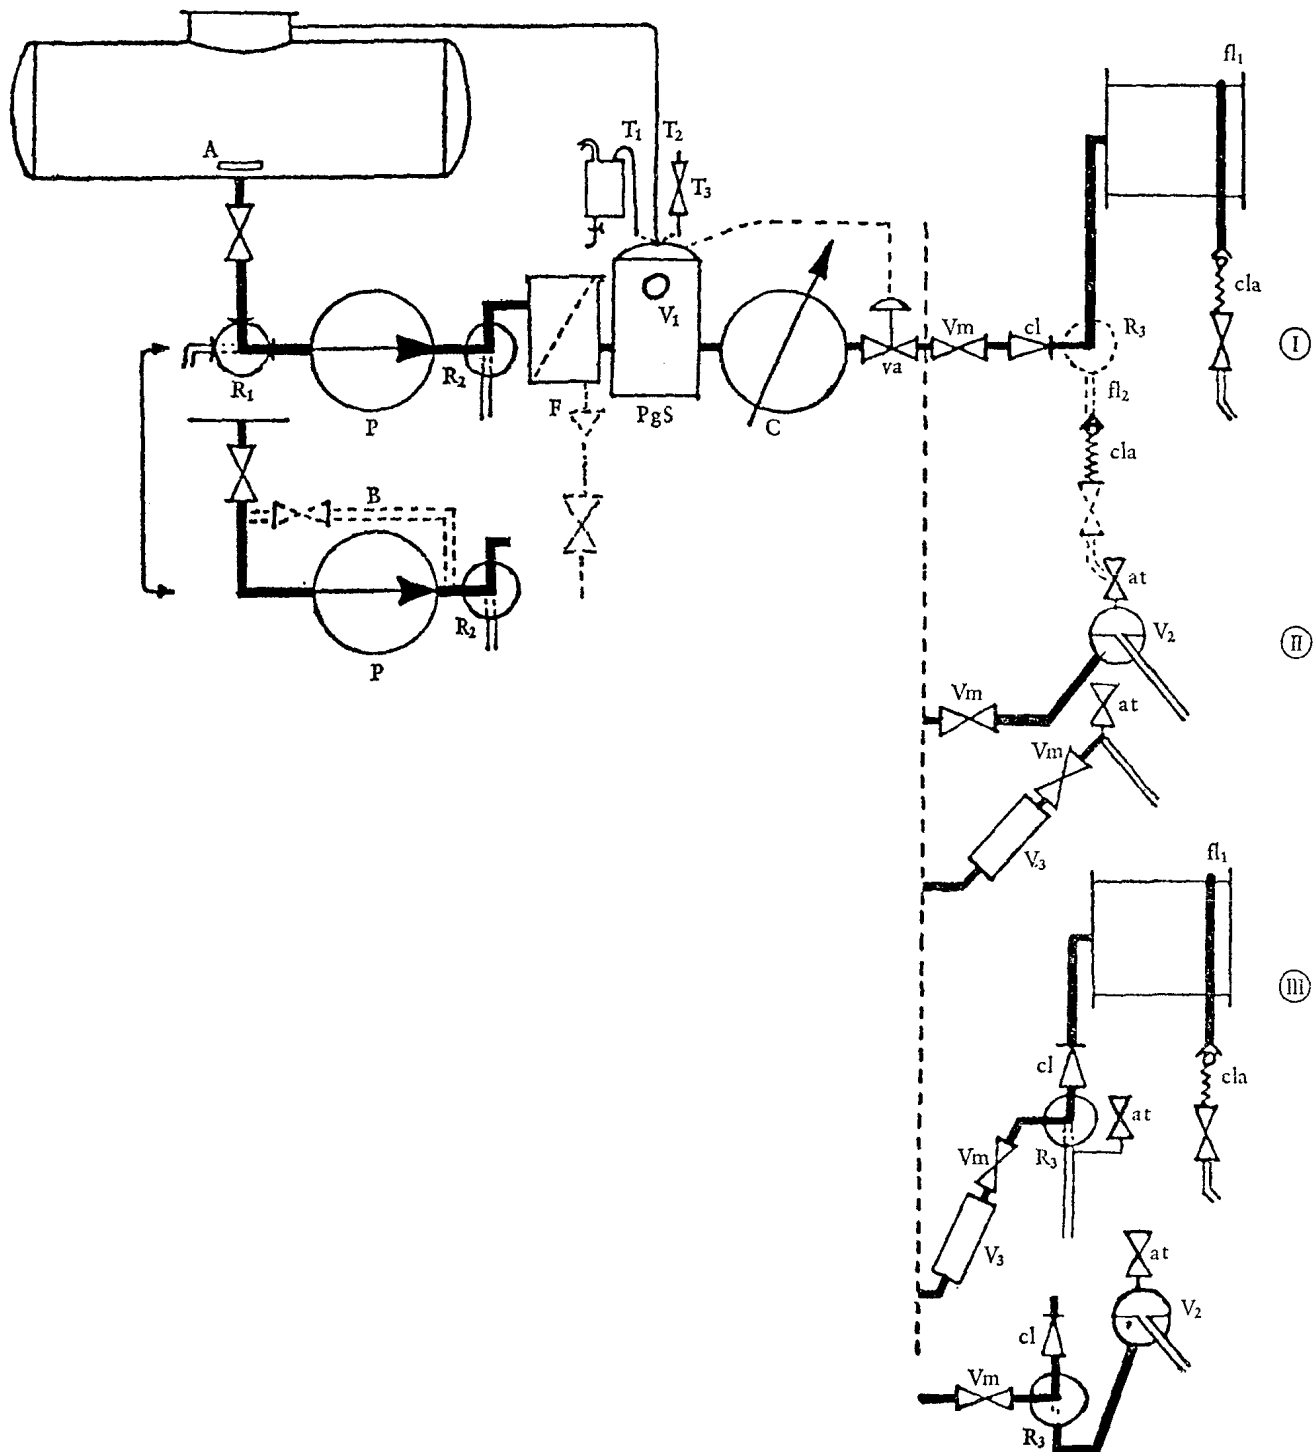 fl₁
T₁
T₂
A
T₃
cla
V₁
Vm
cl
R₃
I
R₁
R₂
va
fl₂
P
F
PgS
C
cla
B
at
R₂
V₂
II
P
Vm
at
Vm
V₃
fl₁
III
cl
cla
at
Vm
R₃
V₃
at
V₂
cl
Vm
R₃